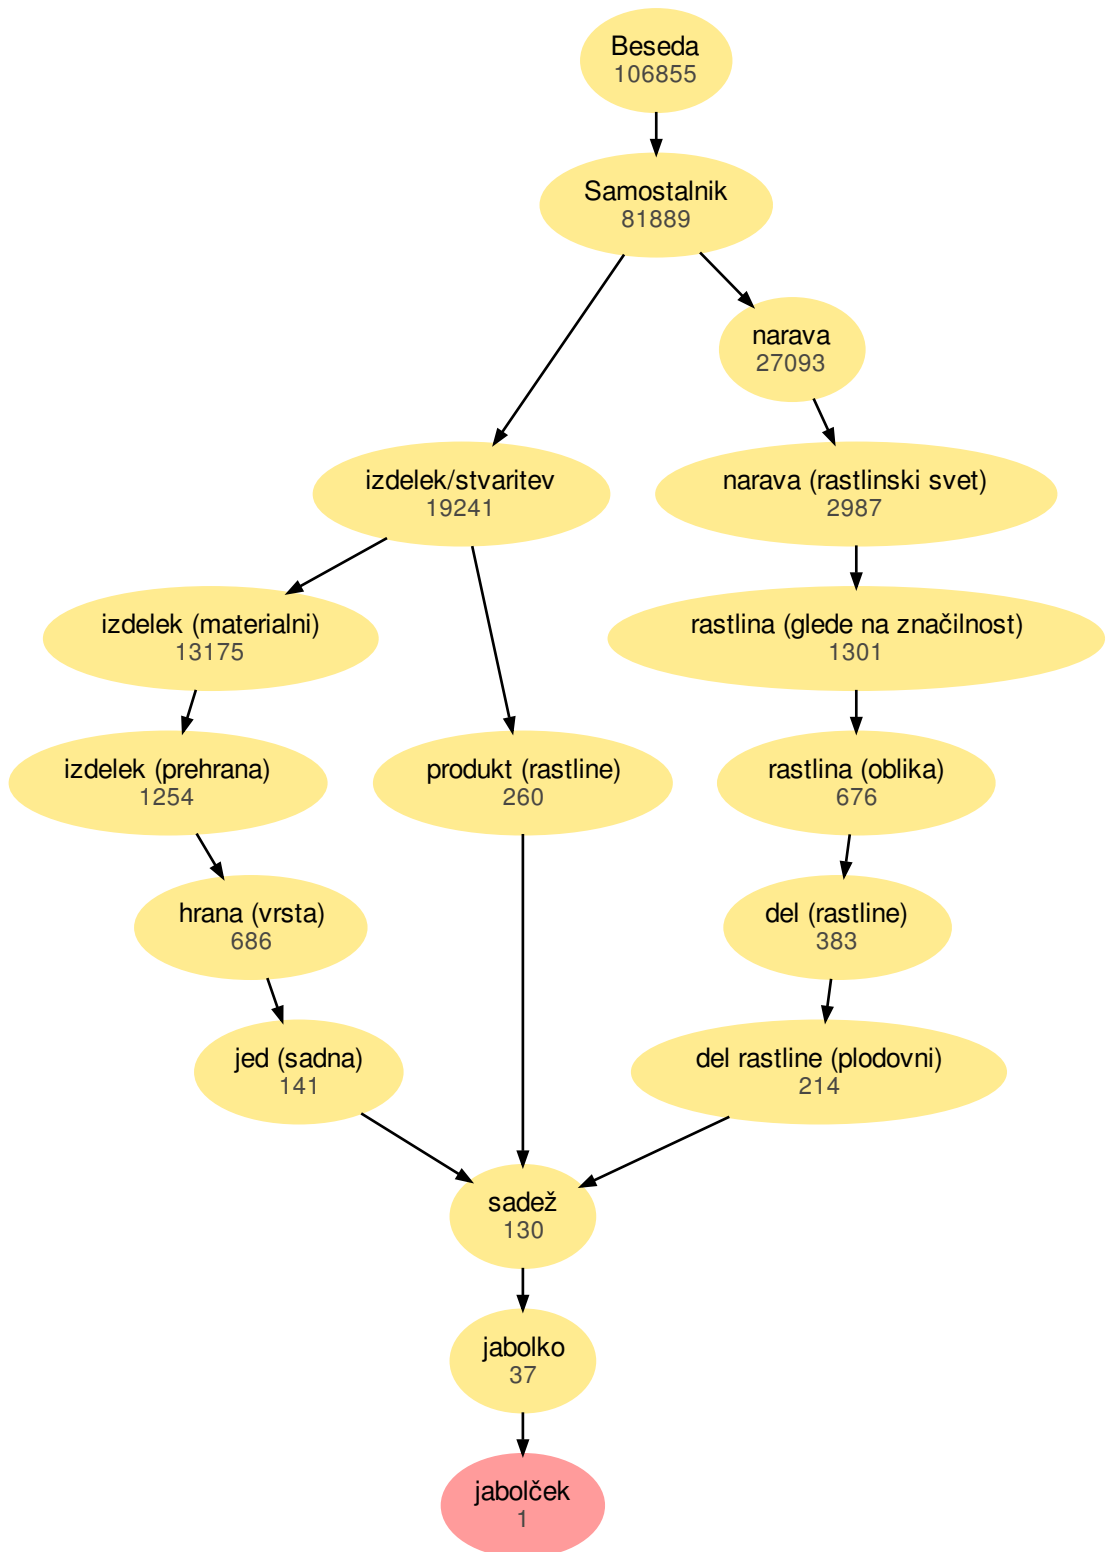 Beseda
106855
Samostalnik
81889
narava
27093
izdelek/stvaritev
19241
narava (rastlinski svet)
2987
izdelek (materialni)
13175
rastlina (glede na značilnost)
1301
izdelek (prehrana)
1254
produkt (rastline)
260
rastlina (oblika)
676
hrana (vrsta)
686
del (rastline)
383
jed (sadna)
141
del rastline (plodovni)
214
sadež
130
jabolko
37
jabolček
1